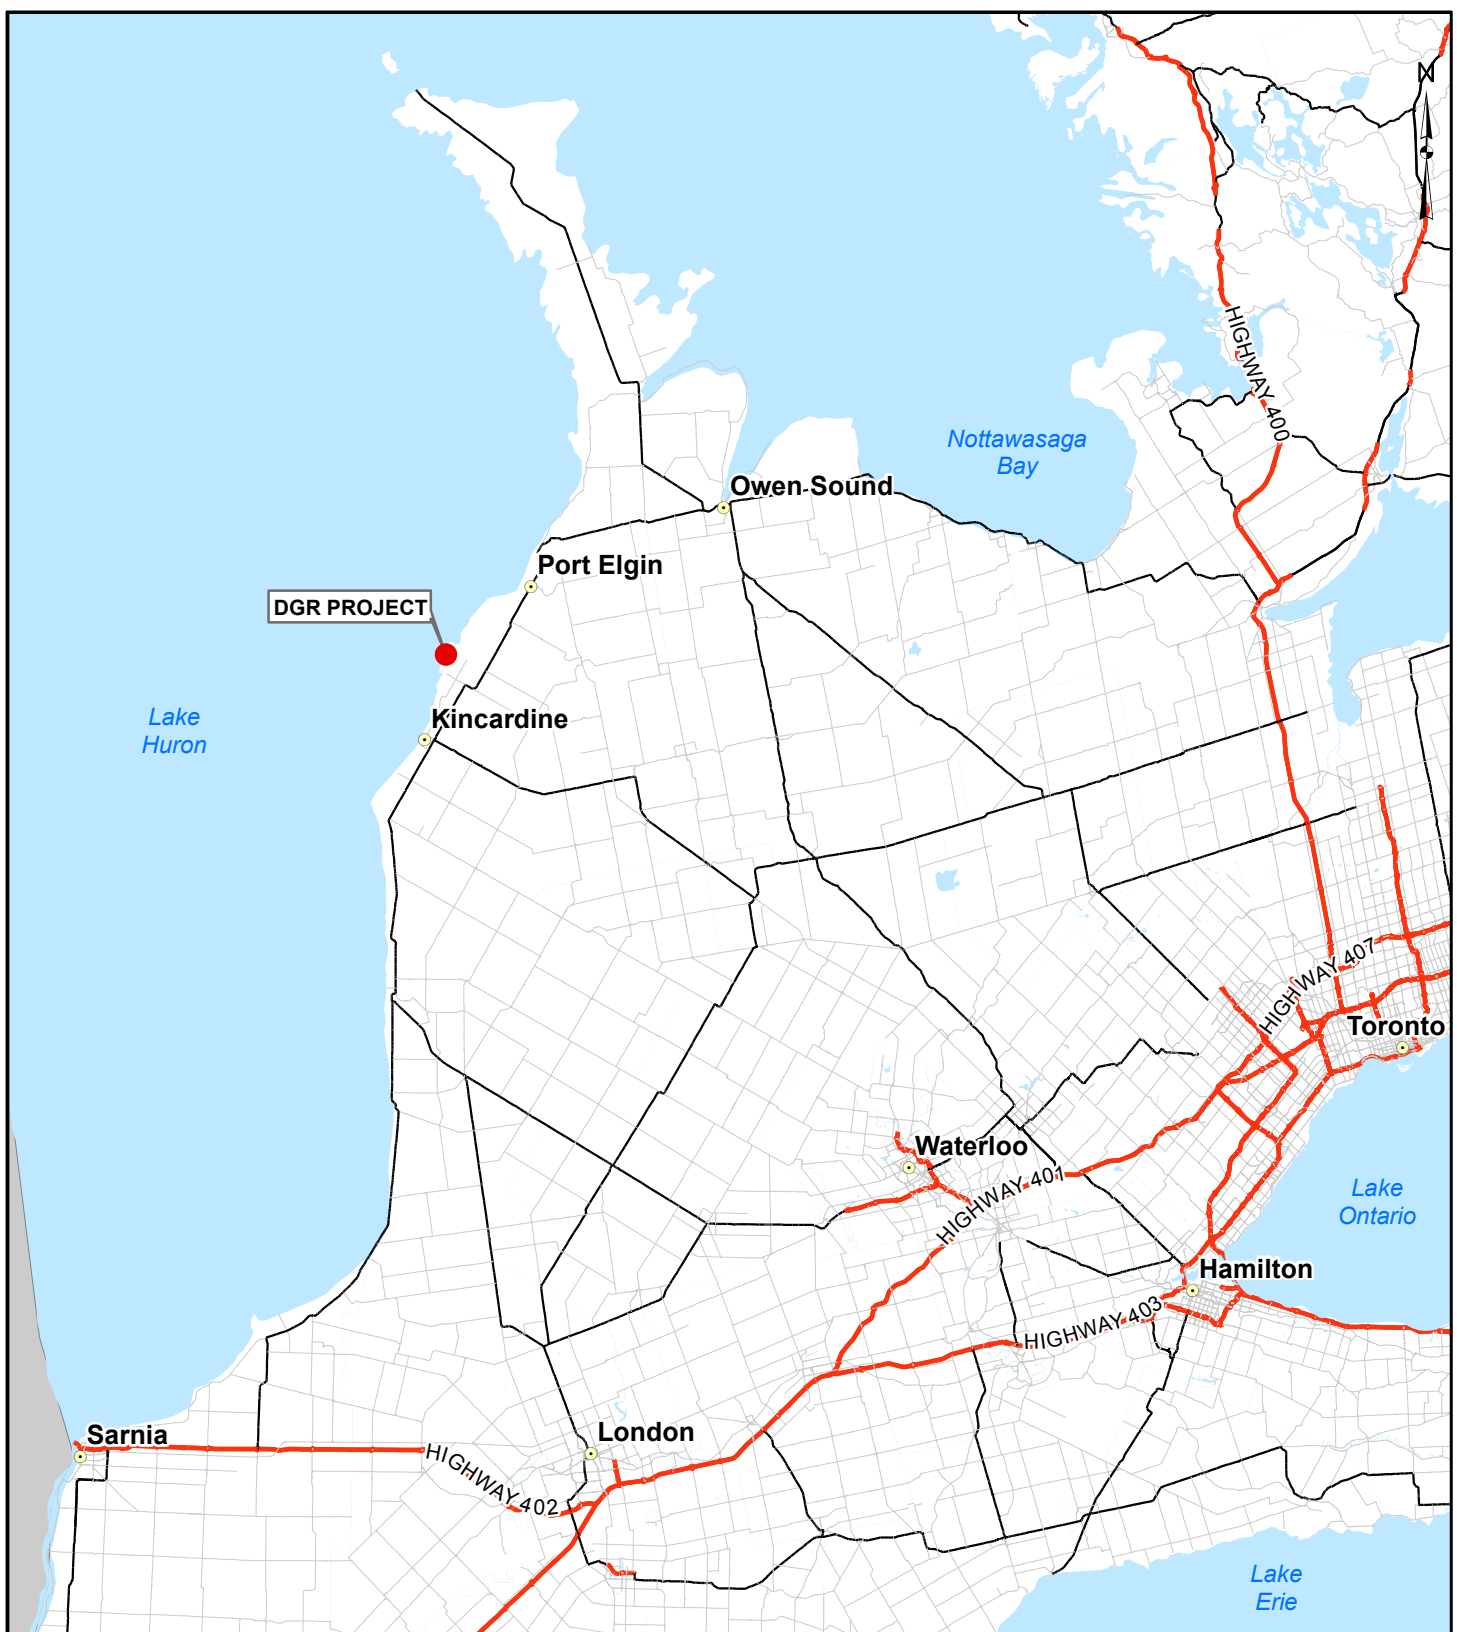 N
HIGHWAY 400
Nottawasaga
Bay
Owen Sound
Port Elgin
DGR PROJECT
Lake
Huron
Kincardine
HIGHWAY 407
Toronto
Waterloo
HIGHWAY 401
Lake
Ontario
Hamilton
HIGHWAY 403
Sarnia
London
HIGHWAY 402
Lake
Erie